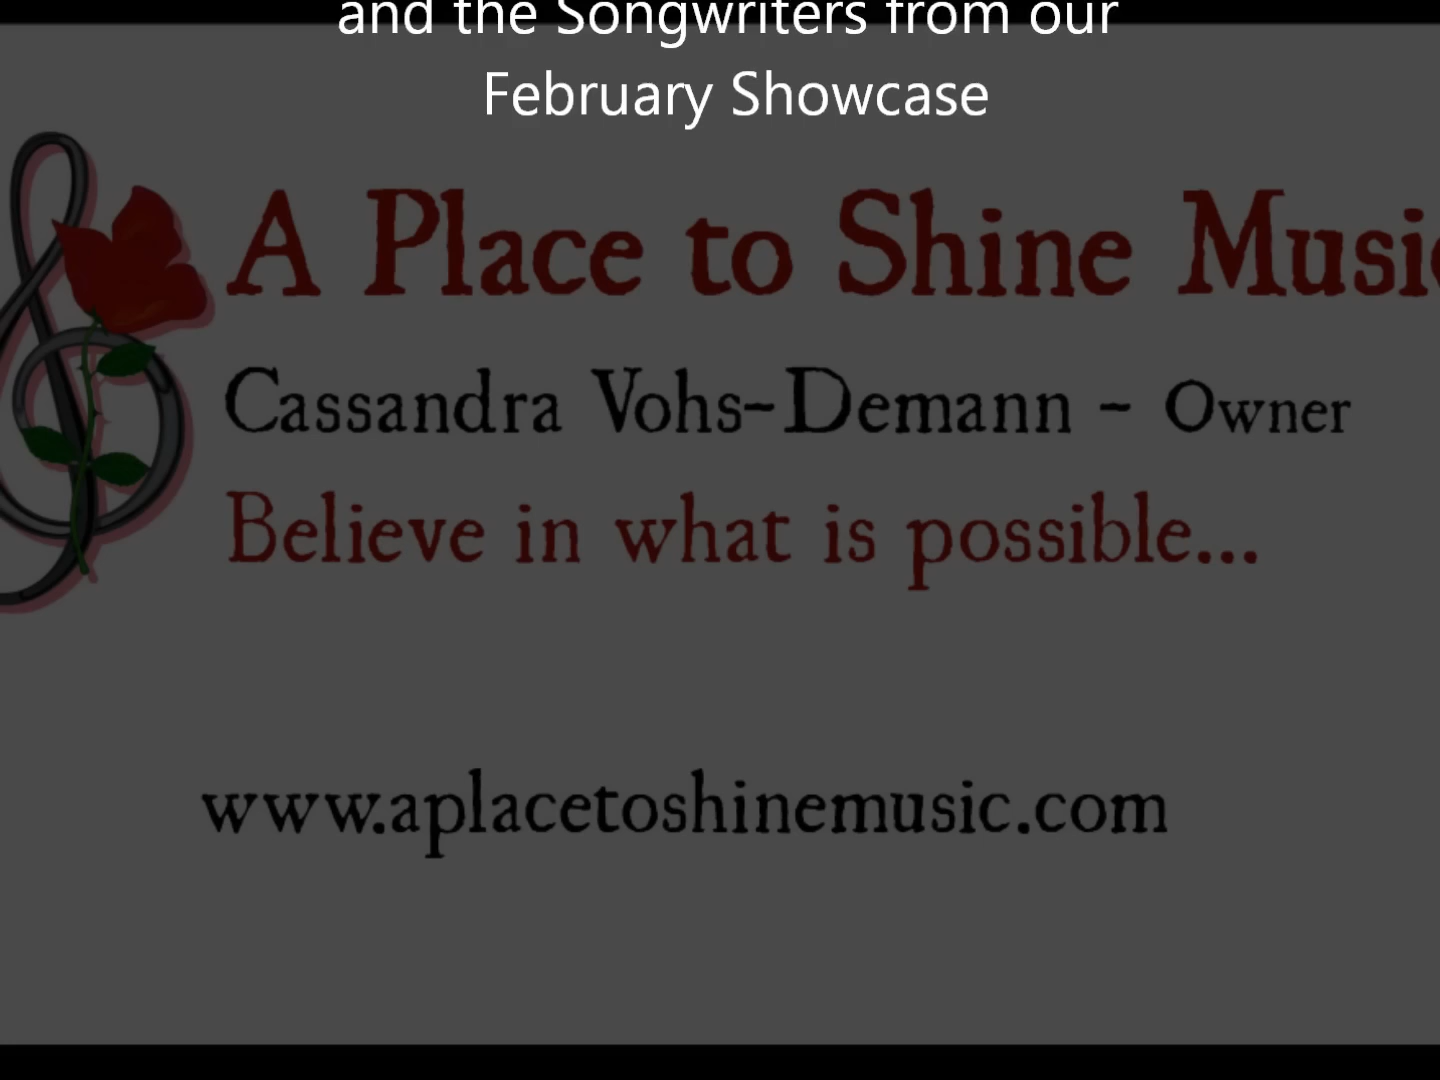 and the Songwriters from our
February Showcase
A Place to Shine Music
Cassandra Vohs-Demann - Owner
Believe in what is possible...
www.aplacetoshinemusic.com